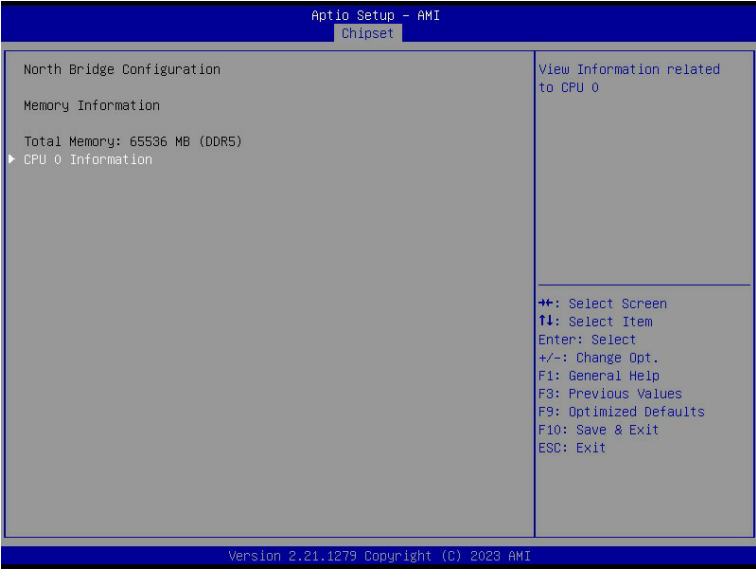 Aptio Setup – AMI
Chipset
North Bridge Configuration
Memory Information
Total Memory: 65536 MB (DDR5)
CPU 0 Information
View Information related
to CPU 0
→←: Select Screen
↑↓: Select Item
Enter: Select
+/-: Change Opt.
F1: General Help
F3: Previous Values
F9: Optimized Defaults
F10: Save & Exit
ESC: Exit
Version 2.21.1279 Copyright (C) 2023 AMI